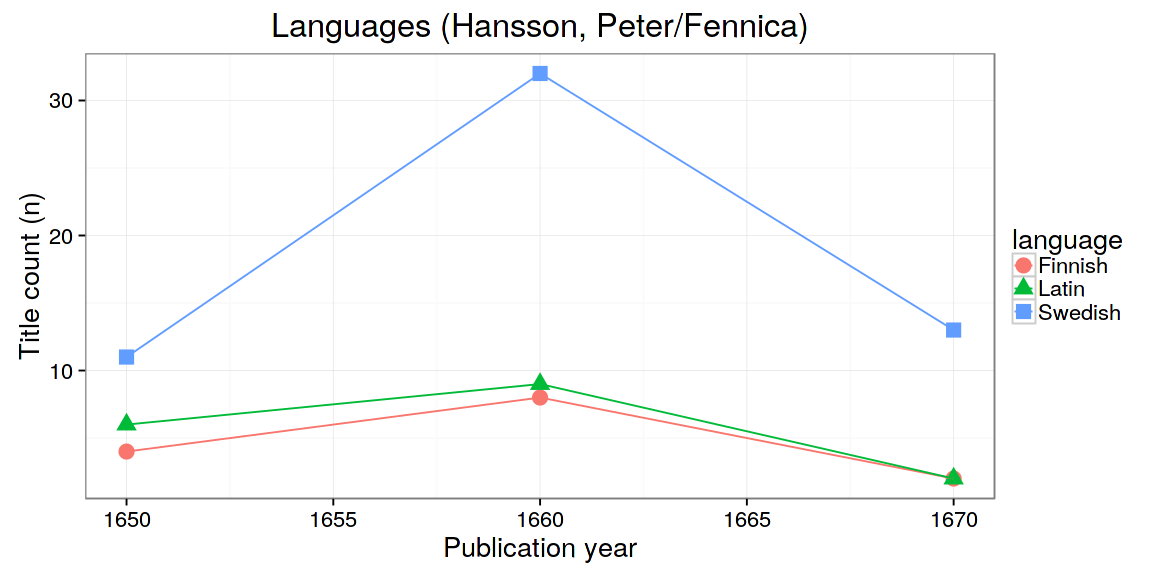 Languages (Hansson, Peter/Fennica)
Title count (n)
30
20
10
1650 1655 1660 1665 1670
Publication year
language
Finnish
Latin
Swedish